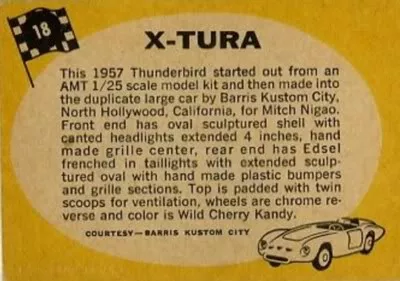 18
X-TURA
This 1957 Thunderbird started out from an
AMT 1/25 scale model kit and then made into
the duplicate large car by Barris Kustom City,
North Hollywood, California, for Mitch Nigao.
Front end has oval sculptured shell with
canted headlights extended 4 inches, hand
made grille center, rear end has Edsel
frenched in taillights with extended sculp-
tured oval with hand made plastic bumpers
and grille sections. Top is padded with twin
scoops for ventilation, wheels are chrome re-
verse and color is Wild Cherry Kandy.
COURTESY—BARRIS KUSTOM CITY